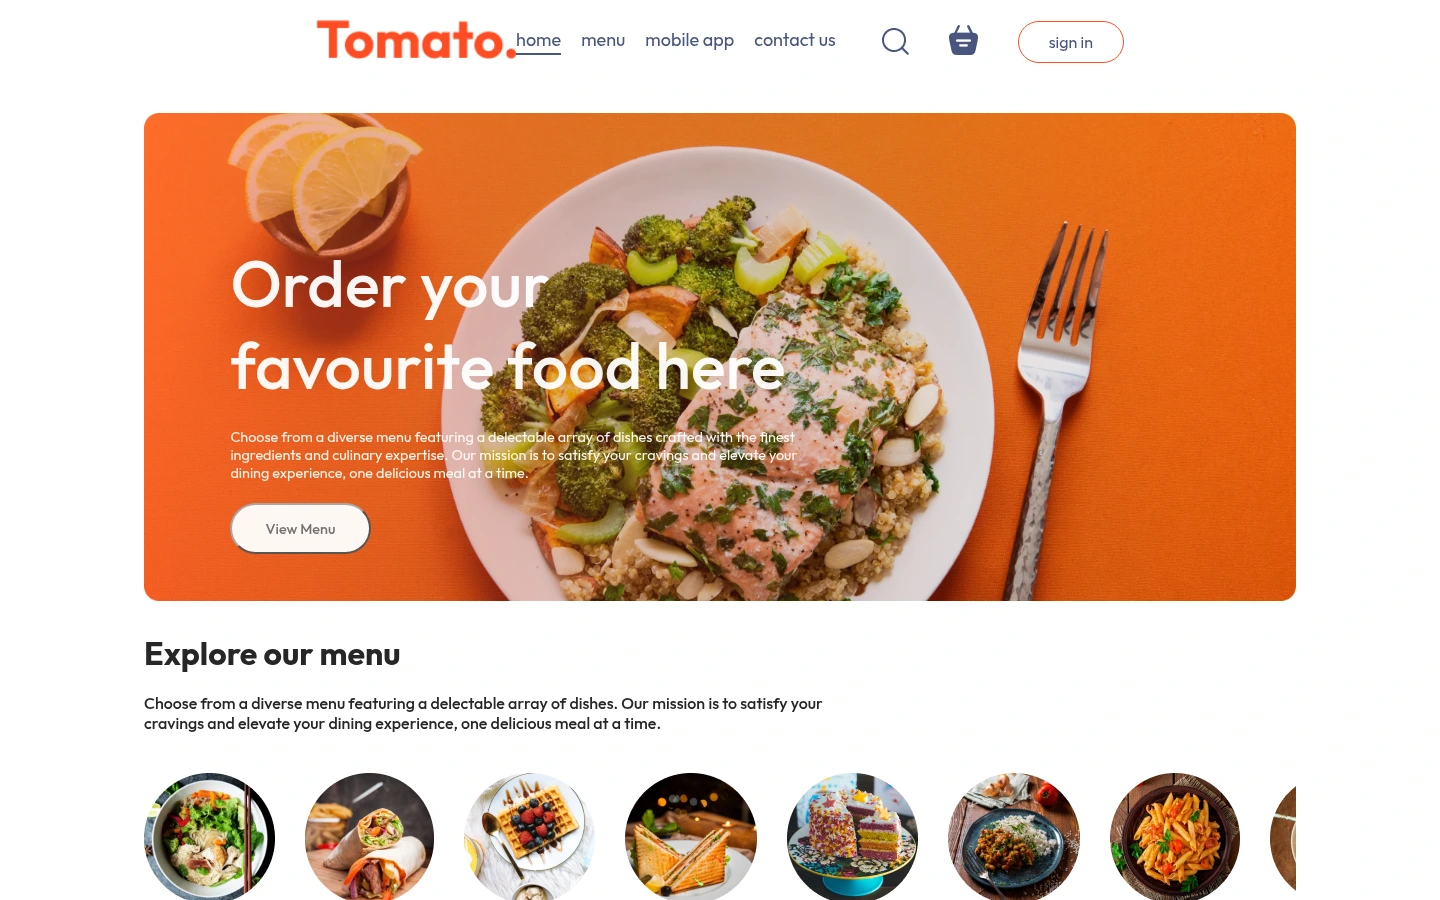 Tomato.
home menu mobile app contact us sign in
Order your
favourite food here
Choose from a diverse menu featuring a delectable array of dishes crafted with the finest
ingredients and culinary expertise. Our mission is to satisfy your cravings and elevate your
dining experience, one delicious meal at a time.
View Menu
Explore our menu
Choose from a diverse menu featuring a delectable array of dishes. Our mission is to satisfy your
cravings and elevate your dining experience, one delicious meal at a time.